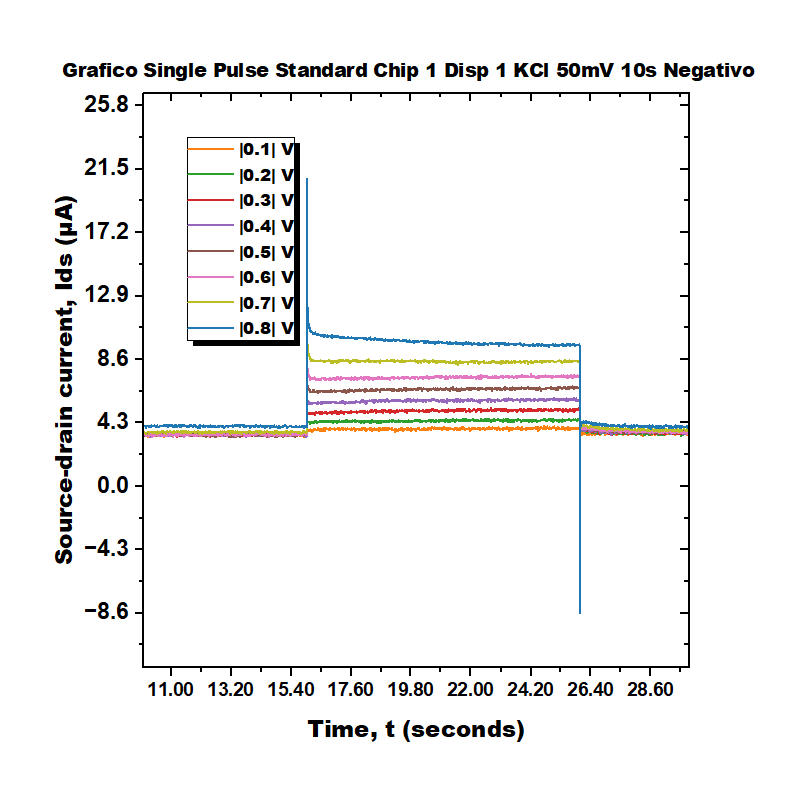 Grafico Single Pulse Standard Chip 1 Disp 1 KCl 50mV 10s Negativo
25.8
21.5
17.2
12.9
8.6
4.3
0.0
−4.3
−8.6
Source-drain current, Ids (µA)
|0.1| V
|0.2| V
|0.3| V
|0.4| V
|0.5| V
|0.6| V
|0.7| V
|0.8| V
11.00 13.20 15.40 17.60 19.80 22.00 24.20 26.40 28.60
Time, t (seconds)